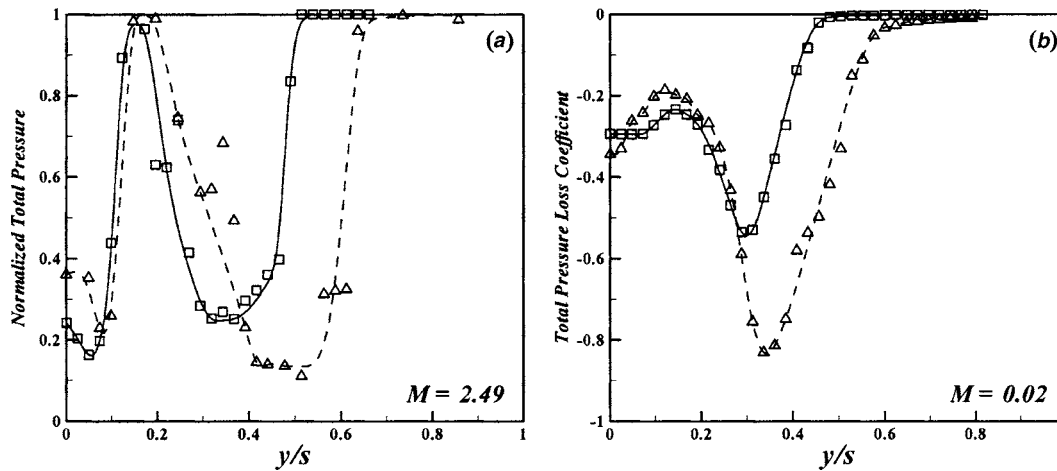 (a)
Normalized Total Pressure
1
0.8
0.6
0.4
0.2
0
0
0.2
0.4
0.6
0.8
1
y/s
M = 2.49
(b)
Total Pressure Loss Coefficient
0
-0.2
-0.4
-0.6
-0.8
-1
0
0.2
0.4
0.6
0.8
y/s
M = 0.02